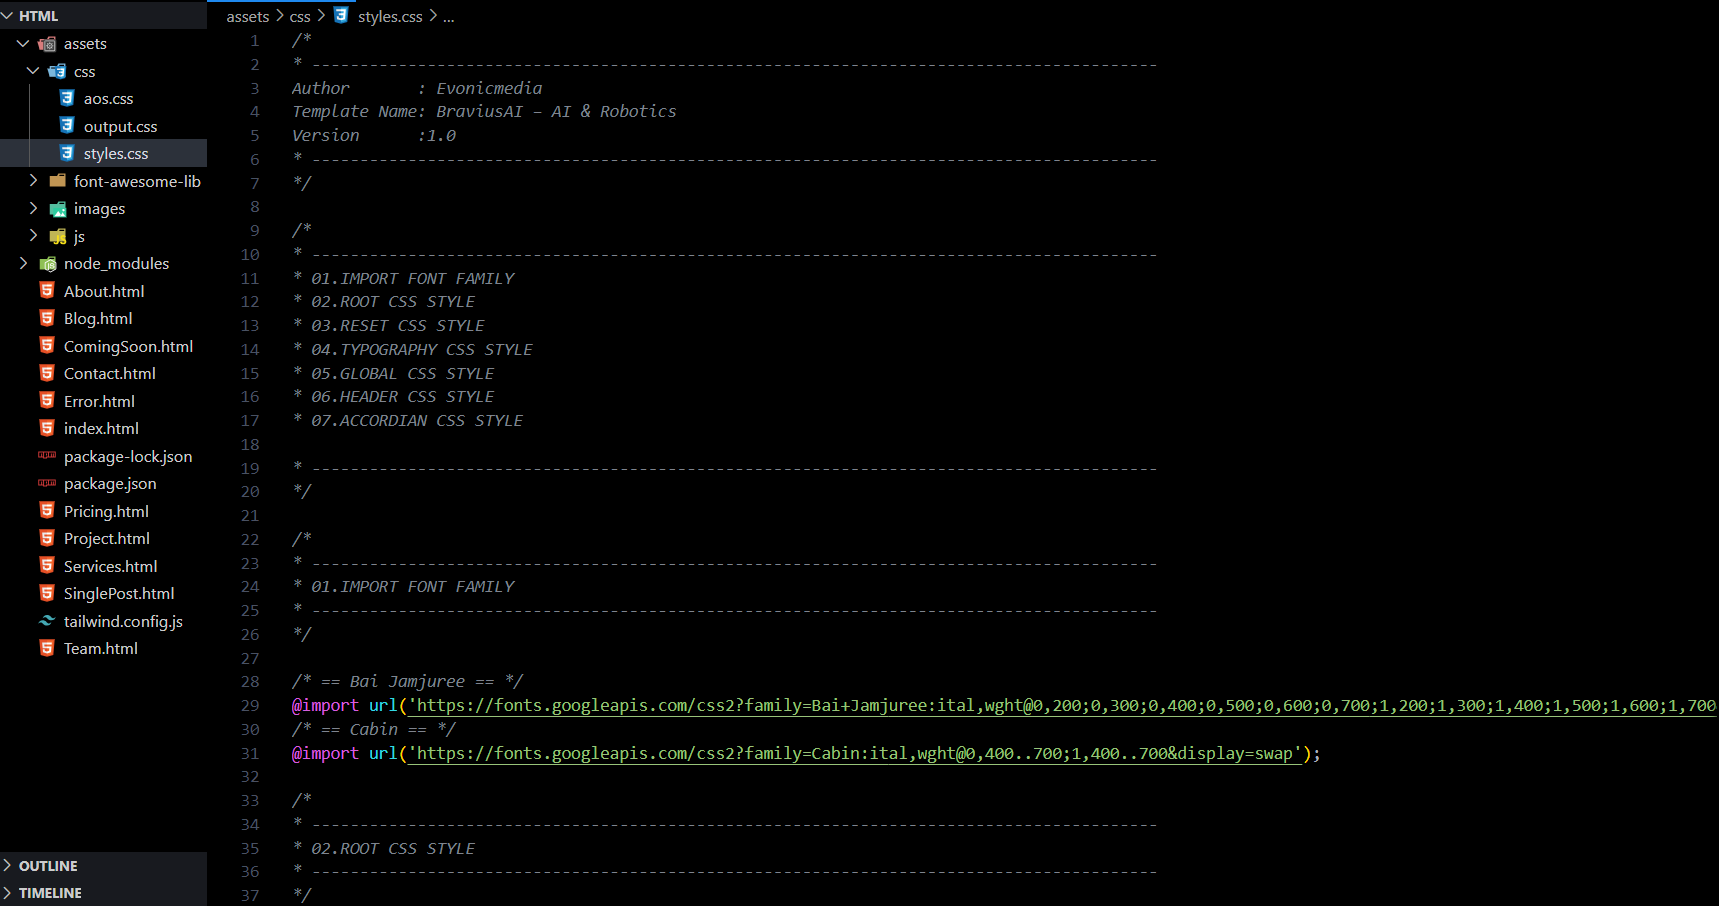 HTML
assets
css
aos.css
output.css
styles.css
font-awesome-lib
images
js
node_modules
About.html
Blog.html
ComingSoon.html
Contact.html
Error.html
index.html
package-lock.json
package.json
Pricing.html
Project.html
Services.html
SinglePost.html
tailwind.config.js
Team.html
OUTLINE
TIMELINE
assets > css > styles.css > ...
1 /*
2 * ----------------------------------------------------------------------------------------
3 Author       : Evonicmedia
4 Template Name: BraviusAI – AI & Robotics
5 Version      :1.0
6 * ----------------------------------------------------------------------------------------
7 */
8
9 /*
10 * ----------------------------------------------------------------------------------------
11 * 01.IMPORT FONT FAMILY
12 * 02.ROOT CSS STYLE
13 * 03.RESET CSS STYLE
14 * 04.TYPOGRAPHY CSS STYLE
15 * 05.GLOBAL CSS STYLE
16 * 06.HEADER CSS STYLE
17 * 07.ACCORDIAN CSS STYLE
18
19 * ----------------------------------------------------------------------------------------
20 */
21
22 /*
23 * ----------------------------------------------------------------------------------------
24 * 01.IMPORT FONT FAMILY
25 * ----------------------------------------------------------------------------------------
26 */
27
28 /* == Bai Jamjuree == */
29 @import url('https://fonts.googleapis.com/css2?family=Bai+Jamjuree:ital,wght@0,200;0,300;0,400;0,500;0,600;0,700;1,200;1,300;1,400;1,500;1,600;1,700
30 /* == Cabin == */
31 @import url('https://fonts.googleapis.com/css2?family=Cabin:ital,wght@0,400..700;1,400..700&display=swap');
32
33 /*
34 * ----------------------------------------------------------------------------------------
35 * 02.ROOT CSS STYLE
36 * ----------------------------------------------------------------------------------------
37 */